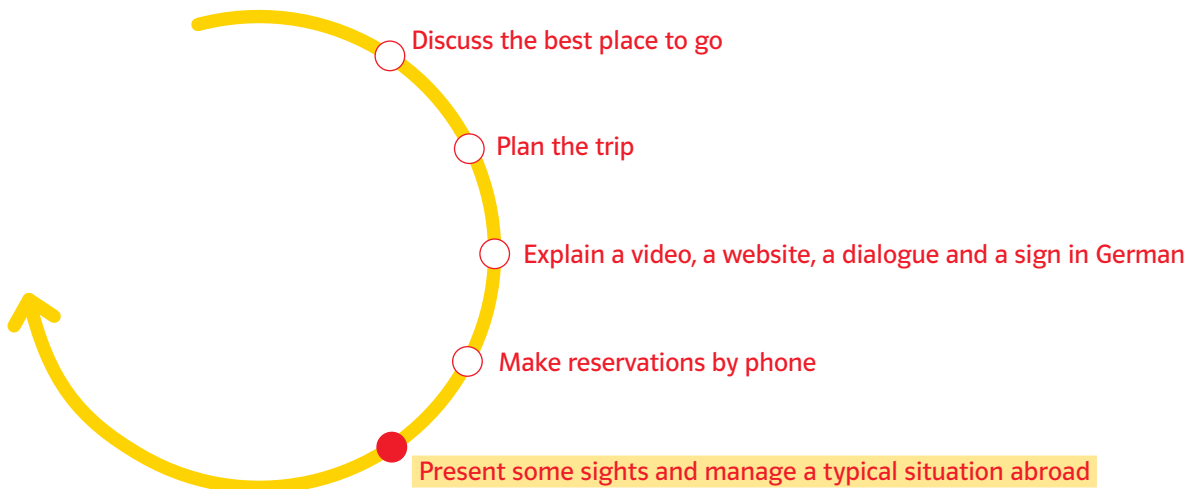 Discuss the best place to go
Plan the trip
Explain a video, a website, a dialogue and a sign in German
Make reservations by phone
Present some sights and manage a typical situation abroad